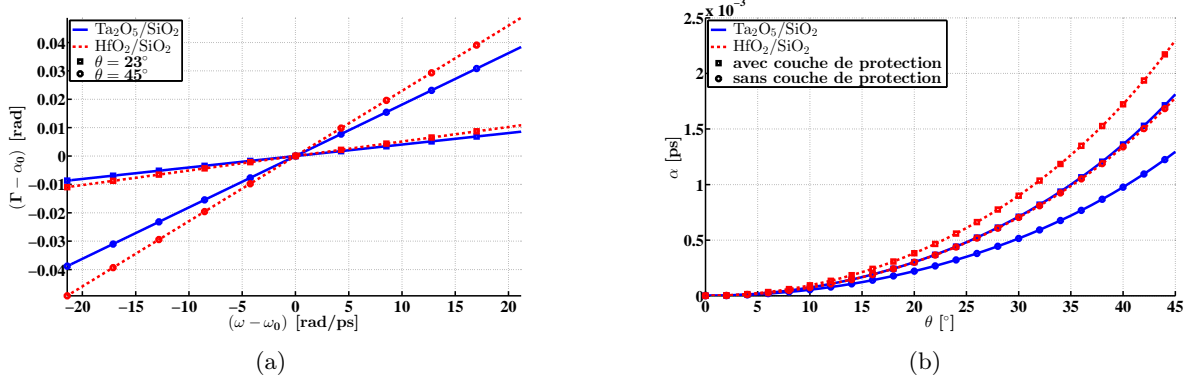 0.04
0.03
0.02
0.01
0
−0.01
−0.02
−0.03
−0.04
(Γ − α₀) [rad]
Ta₂O₅/SiO₂
HfO₂/SiO₂
θ = 23°
θ = 45°
−20 −15 −10 −5 0 5 10 15 20
(ω − ω₀) [rad/ps]
(a)
2.5 x 10⁻³
2
1.5
1
0.5
0
α [ps]
Ta₂O₅/SiO₂
HfO₂/SiO₂
avec couche de protection
sans couche de protection
0 5 10 15 20 25 30 35 40 45
θ [°]
(b)